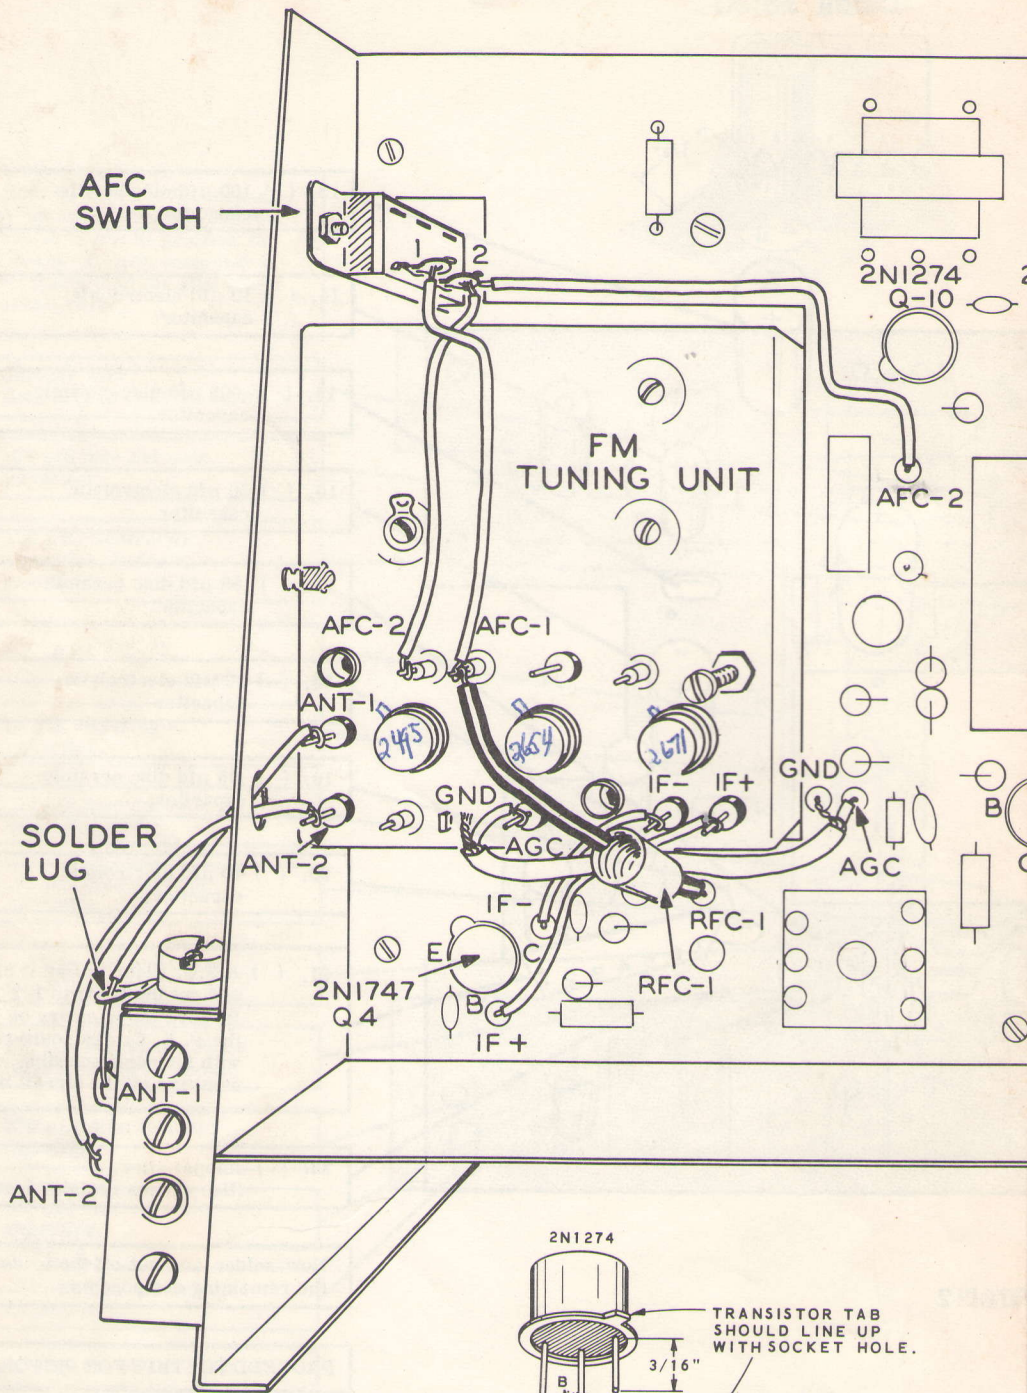 AFC
SWITCH
1
2
2N1274
Q-10
FM
TUNING UNIT
AFC-2
AFC-2
AFC-1
ANT-1
2495
2654
2671
GND
IF-
IF+
GND
SOLDER
LUG
ANT-2
AGC
AGC
IF-
RFC-1
E
C
RFC-1
2N1747
Q4
B
IF+
B
C
ANT-1
ANT-2
2N1274
TRANSISTOR TAB
SHOULD LINE UP
WITH SOCKET HOLE.
3/16"
B